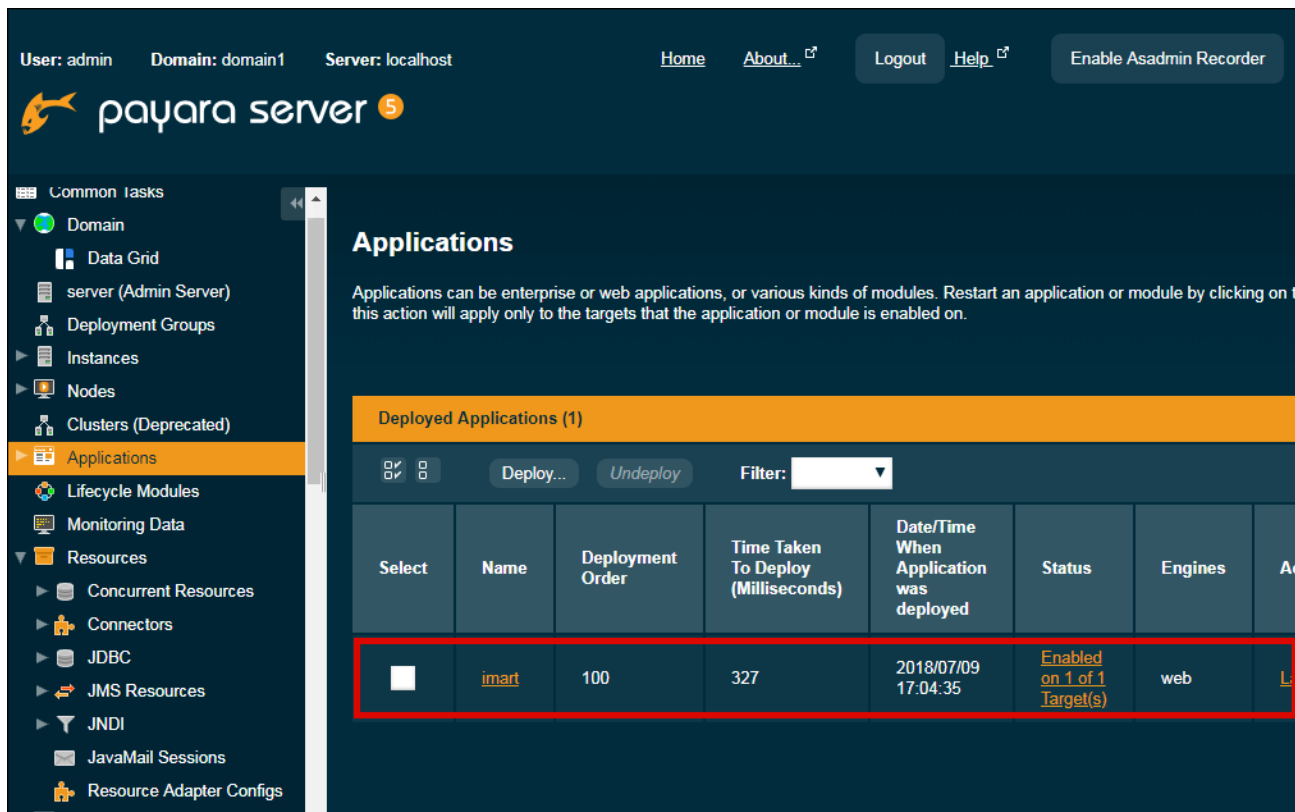 User: admin Domain: domain1 Server: localhost Home About... Logout Help Enable Asadmin Recorder
payara server 5
Common Tasks
Domain
Data Grid
server (Admin Server)
Deployment Groups
Instances
Nodes
Clusters (Deprecated)
Applications
Lifecycle Modules
Monitoring Data
Resources
Concurrent Resources
Connectors
JDBC
JMS Resources
JNDI
JavaMail Sessions
Resource Adapter Configs
Applications
Applications can be enterprise or web applications, or various kinds of modules. Restart an application or module by clicking on
this action will apply only to the targets that the application or module is enabled on.
Deployed Applications (1)
Deploy... Undeploy Filter:
Select
Name
Deployment
Order
Time Taken
To Deploy
(Milliseconds)
Date/Time
When
Application
was
deployed
Status
Engines
imart
100
327
2018/07/09
17:04:35
Enabled
on 1 of 1
Target(s)
web